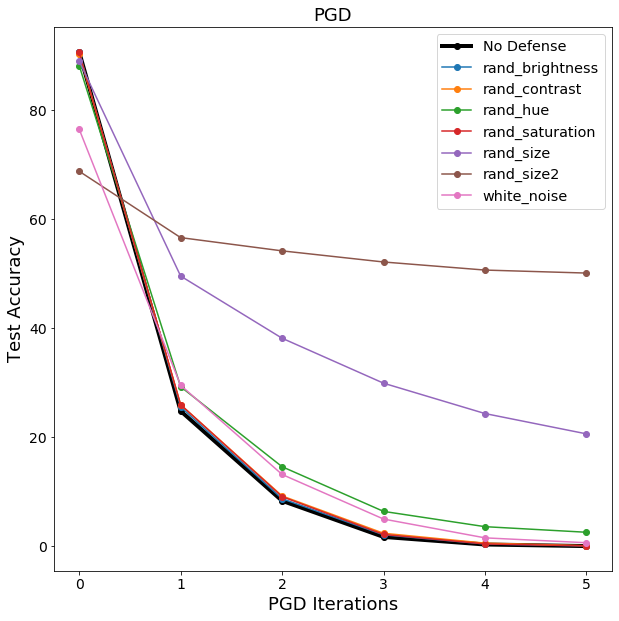 PGD
No Defense
rand_brightness
rand_contrast
rand_hue
rand_saturation
rand_size
rand_size2
white_noise
Test Accuracy
80
60
40
20
0
0 1 2 3 4 5
PGD Iterations